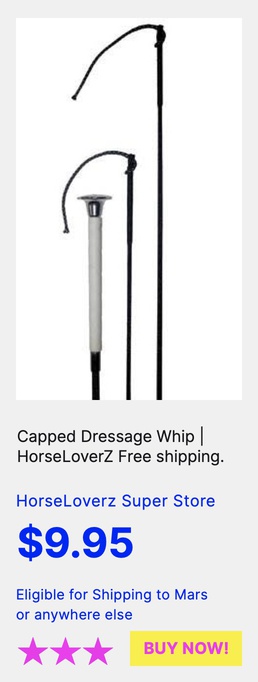 Capped Dressage Whip |
HorseLoverZ Free shipping.
HorseLoverz Super Store
$9.95
Eligible for Shipping to Mars
or anywhere else
BUY NOW!